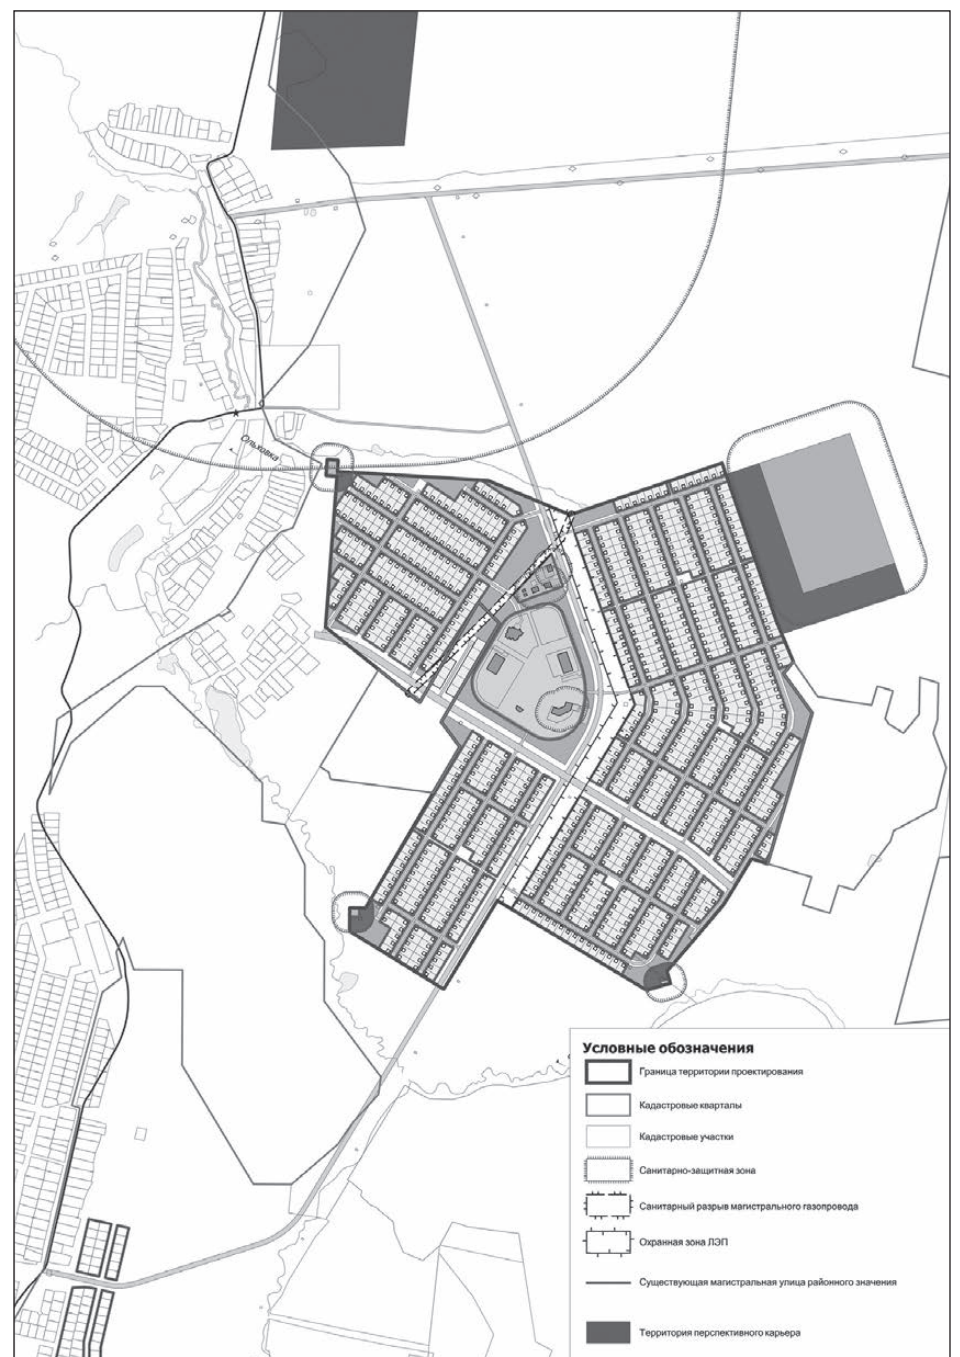 Ольховка
Условные обозначения
Граница территории проектирования
Кадастровые кварталы
Кадастровые участки
Санитарно-защитная зона
Санитарный разрыв магистрального газопровода
Охранная зона ЛЭП
Существующая магистральная улица районного значения
Территория перспективного карьера